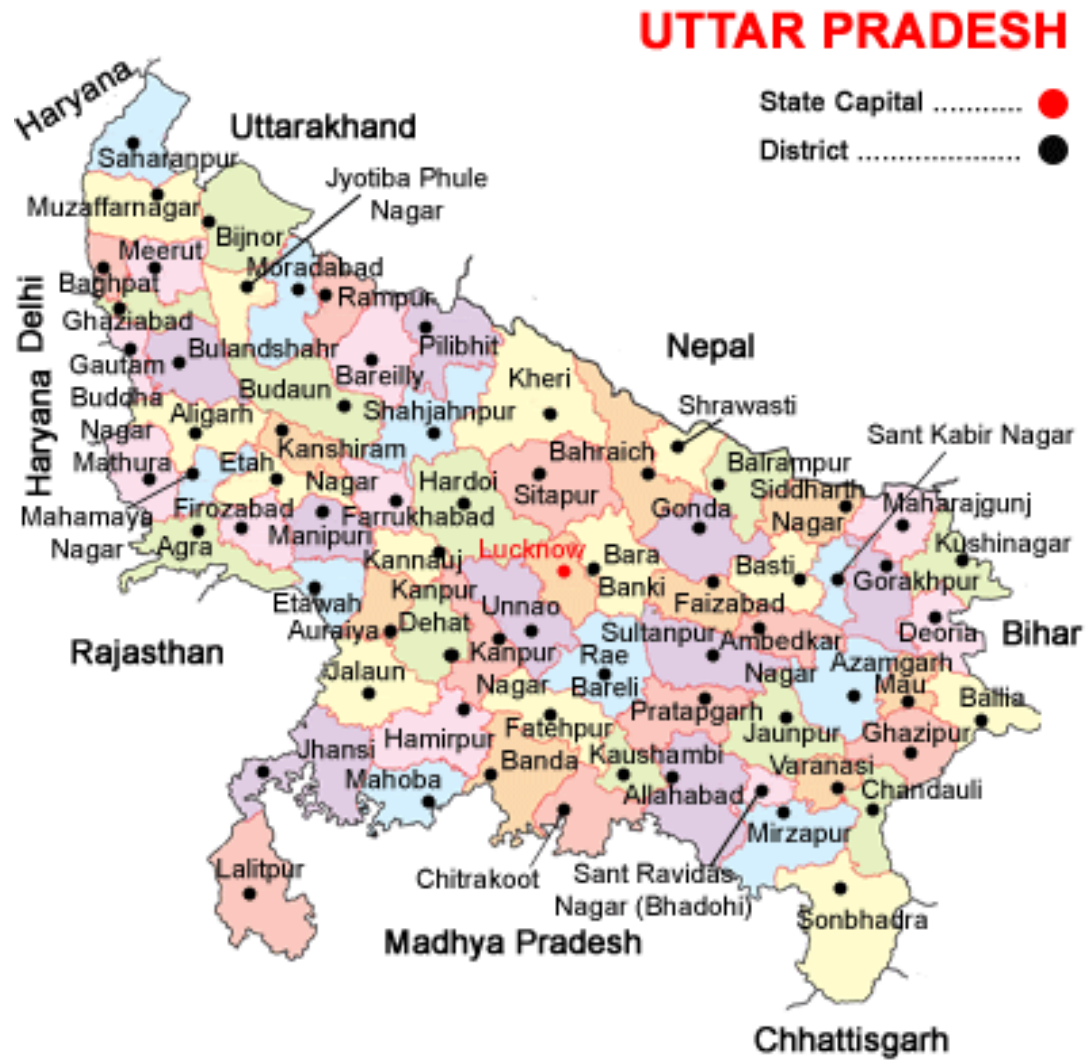 UTTAR PRADESH
State Capital ...........
District .....................
Haryana
Uttarakhand
Saharanpur
Jyotiba Phule
Nagar
Muzaffarnagar
Bijnor
Meerut
Moradabad
Baghpat
Rampur
Ghaziabad
Haryana Delhi
Nepal
Gautam
Buddha
Nagar
Bulandshahr
Bareilly
Pilibhit
Kheri
Budaun
Shahjahnpur
Shrawasti
Aligarh
Sant Kabir Nagar
Kanshiram
Nagar
Bahraich
Balrampur
Mathura
Etah
Hardoi
Sitapur
Siddharth
Nagar
Maharajgunj
Mahamaya
Nagar
Firozabad
Farrukhabad
Gonda
Agra
Manipuri
Kushinagar
Kannauj
Lucknow
Bara
Banki
Basti
Gorakhpur
Etawah
Kanpur
Dehat
Unnao
Faizabad
Auraiya
Sultanpur
Ambedkar
Nagar
Deoria
Bihar
Rajasthan
Kanpur
Nagar
Rae
Bareli
Azamgarh
Jalaun
Mau
Ballia
Pratapgarh
Fatehpur
Jaunpur
Ghazipur
Jhansi
Hamirpur
Kaushambi
Banda
Varanasi
Mahoba
Allahabad
Chandauli
Mirzapur
Lalitpur
Chitrakoot
Sant Ravidas
Nagar (Bhadohi)
Sonbhadra
Madhya Pradesh
Chhattisgarh